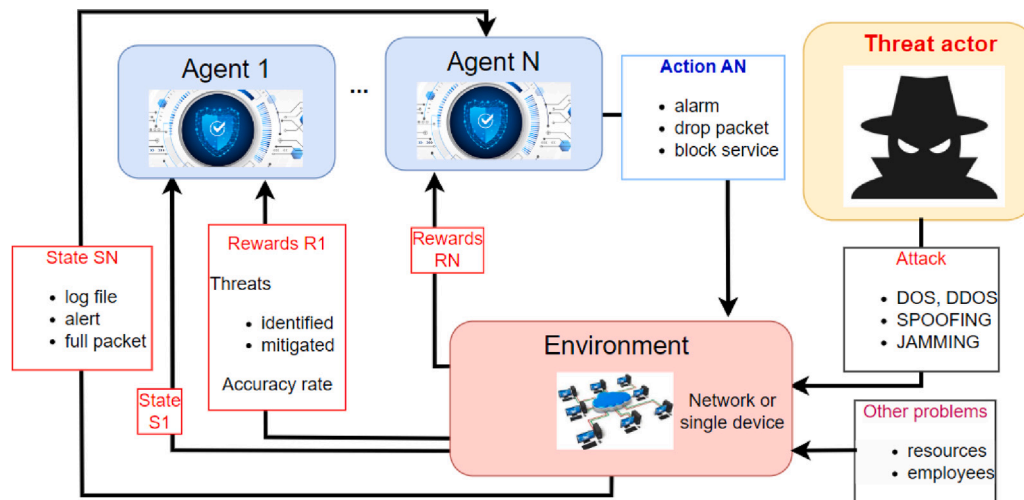 Agent 1
...
Agent N
Action AN
• alarm
• drop packet
• block service
Threat actor
State SN
• log file
• alert
• full packet
State
S1
Rewards R1
Threats
• identified
• mitigated
Accuracy rate
Rewards
RN
Attack
• DOS, DDOS
• SPOOFING
• JAMMING
Environment
Network or
single device
Other problems
• resources
• employees